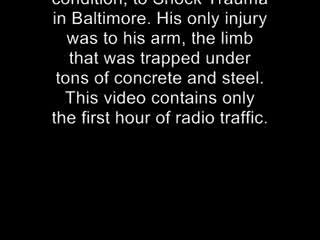 condition, to Shock Trauma
in Baltimore. His only injury
was to his arm, the limb
that was trapped under
tons of concrete and steel.
This video contains only
the first hour of radio traffic.